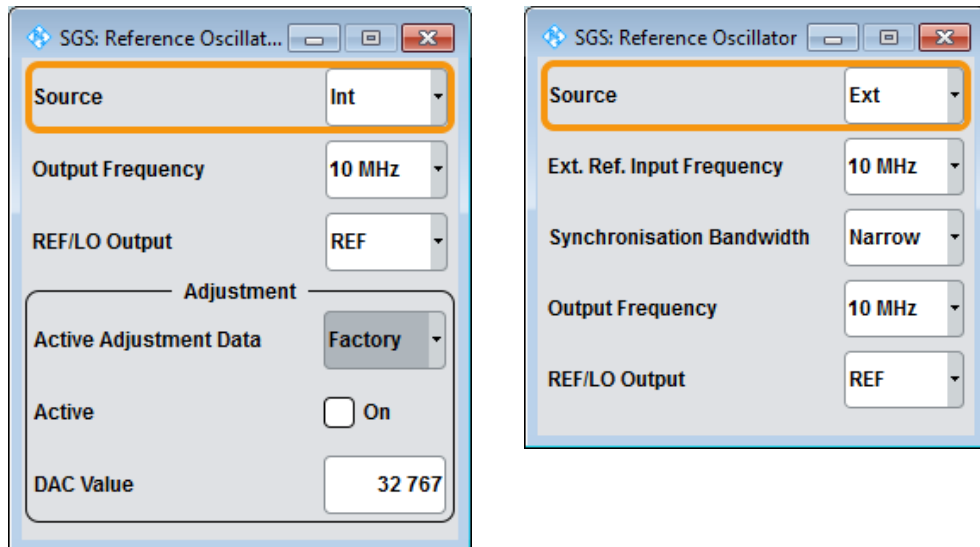 SGS: Reference Oscillat...
Source Int
Output Frequency 10 MHz
REF/LO Output REF
Adjustment
Active Adjustment Data Factory
Active On
DAC Value 32 767
SGS: Reference Oscillator
Source Ext
Ext. Ref. Input Frequency 10 MHz
Synchronisation Bandwidth Narrow
Output Frequency 10 MHz
REF/LO Output REF